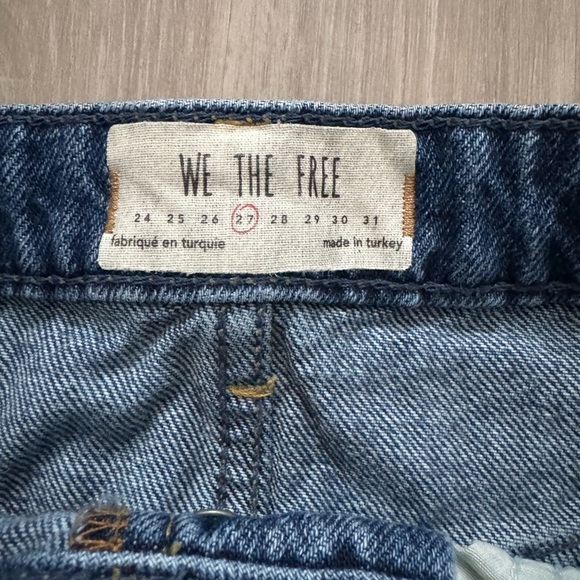 WE THE FREE
24 25 26 27 28 29 30 31
fabriqué en turquie made in turkey